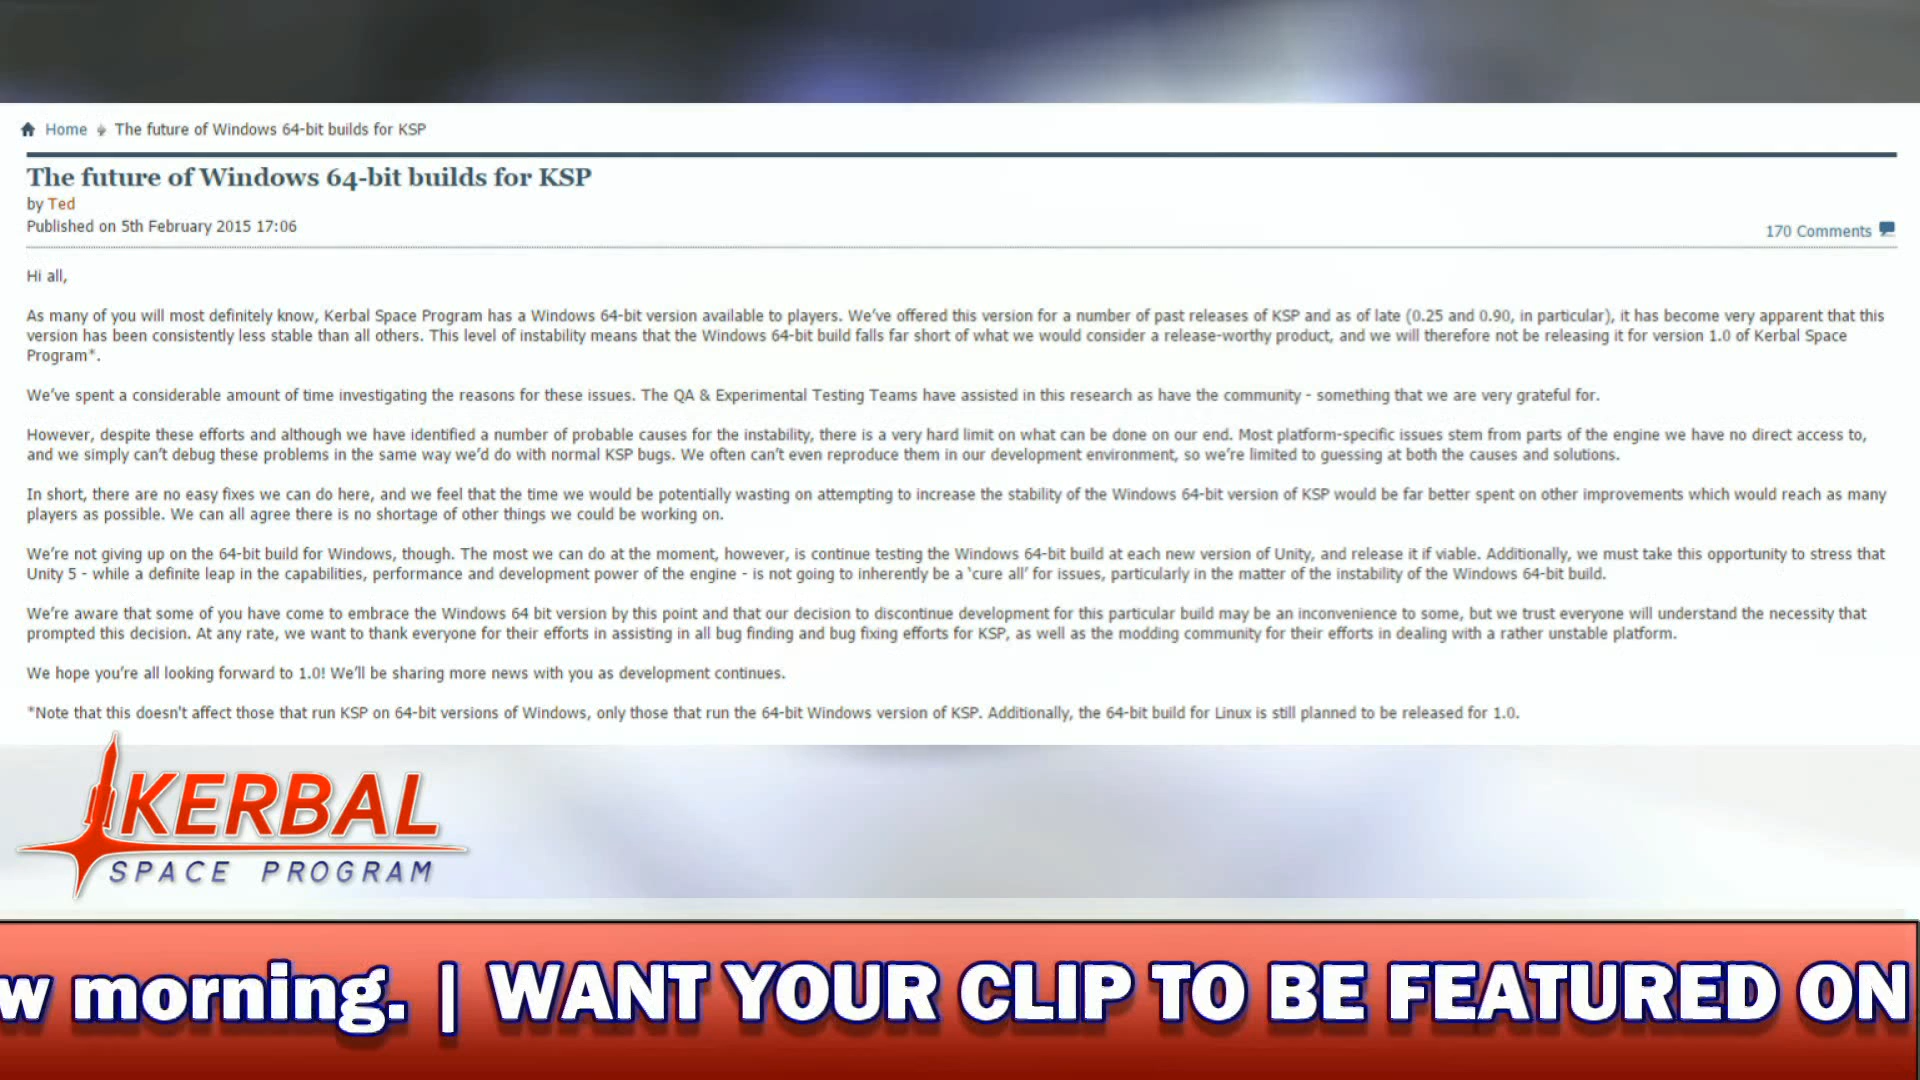 Home The future of Windows 64-bit builds for KSP
The future of Windows 64-bit builds for KSP
by Ted
Published on 5th February 2015 17:06
170 Comments
Hi all,
As many of you will most definitely know, Kerbal Space Program has a Windows 64-bit version available to players. We've offered this version for a number of past releases of KSP and as of late (0.25 and 0.90, in particular), it has become very apparent that this
version has been consistently less stable than all others. This level of instability means that the Windows 64-bit build falls far short of what we would consider a release-worthy product, and we will therefore not be releasing it for version 1.0 of Kerbal Space
Program*.
We've spent a considerable amount of time investigating the reasons for these issues. The QA & Experimental Testing Teams have assisted in this research as have the community - something that we are very grateful for.
However, despite these efforts and although we have identified a number of probable causes for the instability, there is a very hard limit on what can be done on our end. Most platform-specific issues stem from parts of the engine we have no direct access to,
and we simply can't debug these problems in the same way we'd do with normal KSP bugs. We often can't even reproduce them in our development environment, so we're limited to guessing at both the causes and solutions.
In short, there are no easy fixes we can do here, and we feel that the time we would be potentially wasting on attempting to increase the stability of the Windows 64-bit version of KSP would be far better spent on other improvements which would reach as many
players as possible. We can all agree there is no shortage of other things we could be working on.
We're not giving up on the 64-bit build for Windows, though. The most we can do at the moment, however, is continue testing the Windows 64-bit build at each new version of Unity, and release it if viable. Additionally, we must take this opportunity to stress that
Unity 5 - while a definite leap in the capabilities, performance and development power of the engine - is not going to inherently be a 'cure all' for issues, particularly in the matter of the instability of the Windows 64-bit build.
We're aware that some of you have come to embrace the Windows 64 bit version by this point and that our decision to discontinue development for this particular build may be an inconvenience to some, but we trust everyone will understand the necessity that
prompted this decision. At any rate, we want to thank everyone for their efforts in assisting in all bug finding and bug fixing efforts for KSP, as well as the modding community for their efforts in dealing with a rather unstable platform.
We hope you're all looking forward to 1.0! We'll be sharing more news with you as development continues.
*Note that this doesn't affect those that run KSP on 64-bit versions of Windows, only those that run the 64-bit Windows version of KSP. Additionally, the 64-bit build for Linux is still planned to be released for 1.0.
KERBAL
SPACE PROGRAM
w morning. | WANT YOUR CLIP TO BE FEATURED ON